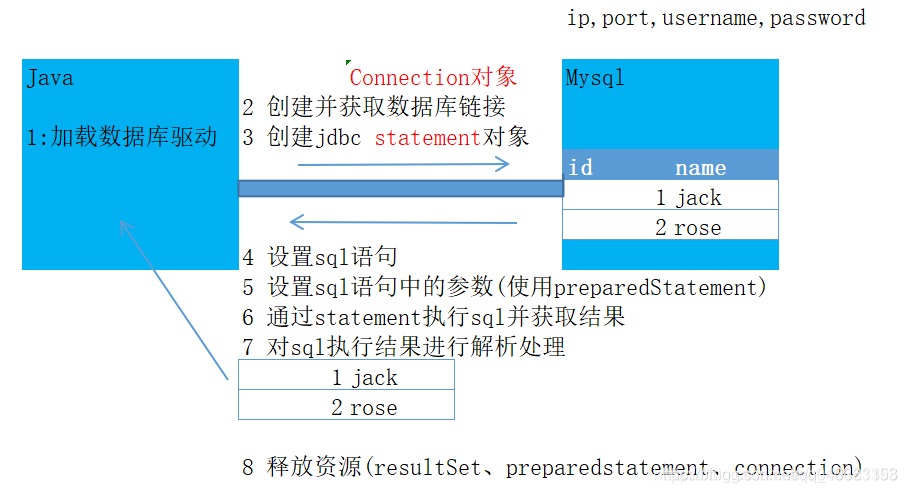 ip,port,username,password
Java
Connection对象
Mysql
2 创建并获取数据库链接
1:加载数据库驱动
3 创建jdbc statement对象
id name
1 jack
2 rose
4 设置sql语句
5 设置sql语句中的参数(使用preparedStatement)
6 通过statement执行sql并获取结果
7 对sql执行结果进行解析处理
1 jack
2 rose
8 释放资源(resultSet、preparedstatement、connection)